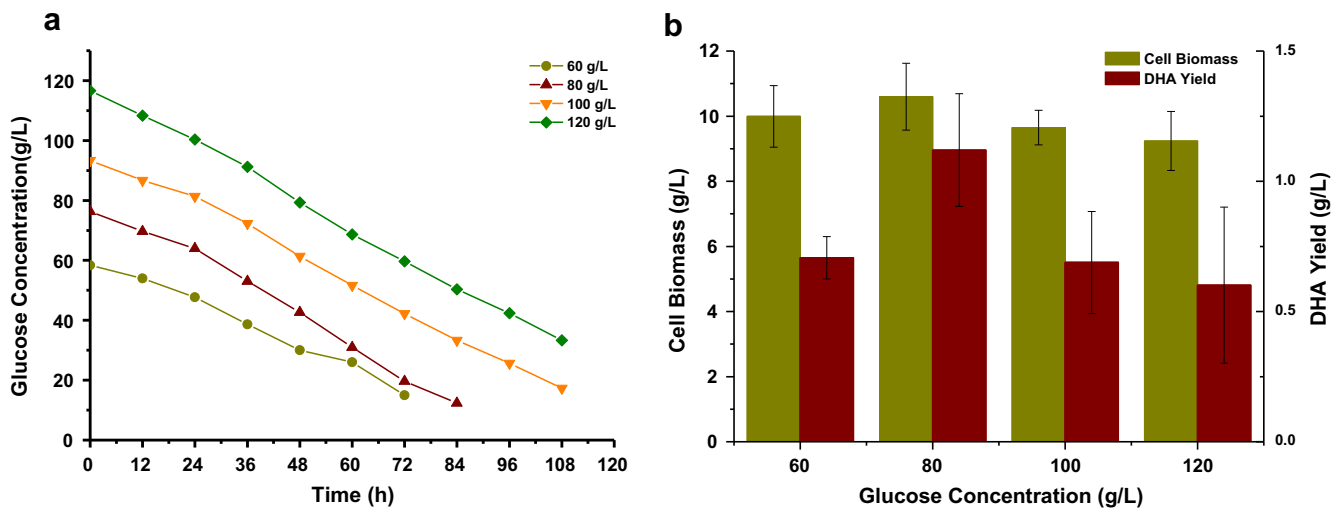 a
Glucose Concentration(g/L)
120
100
80
60
40
20
0
0 12 24 36 48 60 72 84 96 108 120
Time (h)
60 g/L
80 g/L
100 g/L
120 g/L
b
Cell Biomass (g/L)
12
10
8
6
4
2
0
60 80 100 120
Glucose Concentration (g/L)
Cell Biomass
DHA Yield
1.5
1.0
0.5
0.0
DHA Yield (g/L)